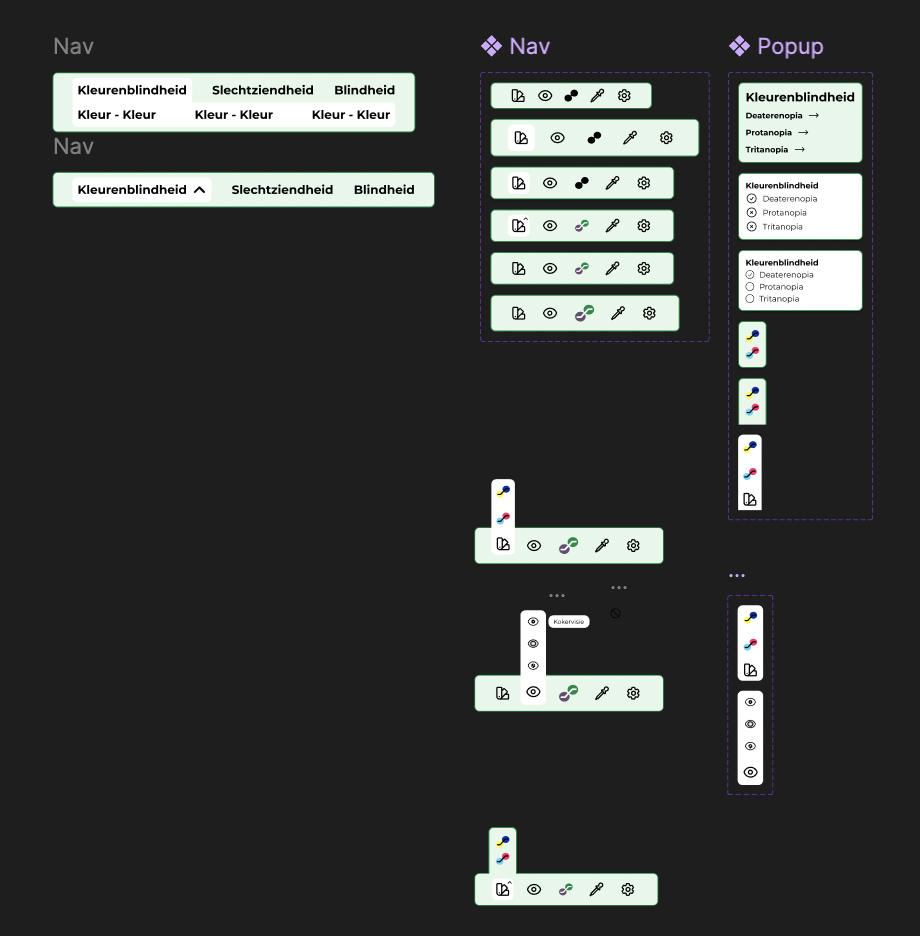 Nav
Kleurenblindheid Slechtziendheid Blindheid
Kleur - Kleur Kleur - Kleur Kleur - Kleur
Nav
Kleurenblindheid Slechtziendheid Blindheid
Nav
Popup
Kleurenblindheid
Deaterenopia
Protanopia
Tritanopia
Kleurenblindheid
Deaterenopia
Protanopia
Tritanopia
Kleurenblindheid
Deaterenopia
Protanopia
Tritanopia
...
...
...
Kokervisie